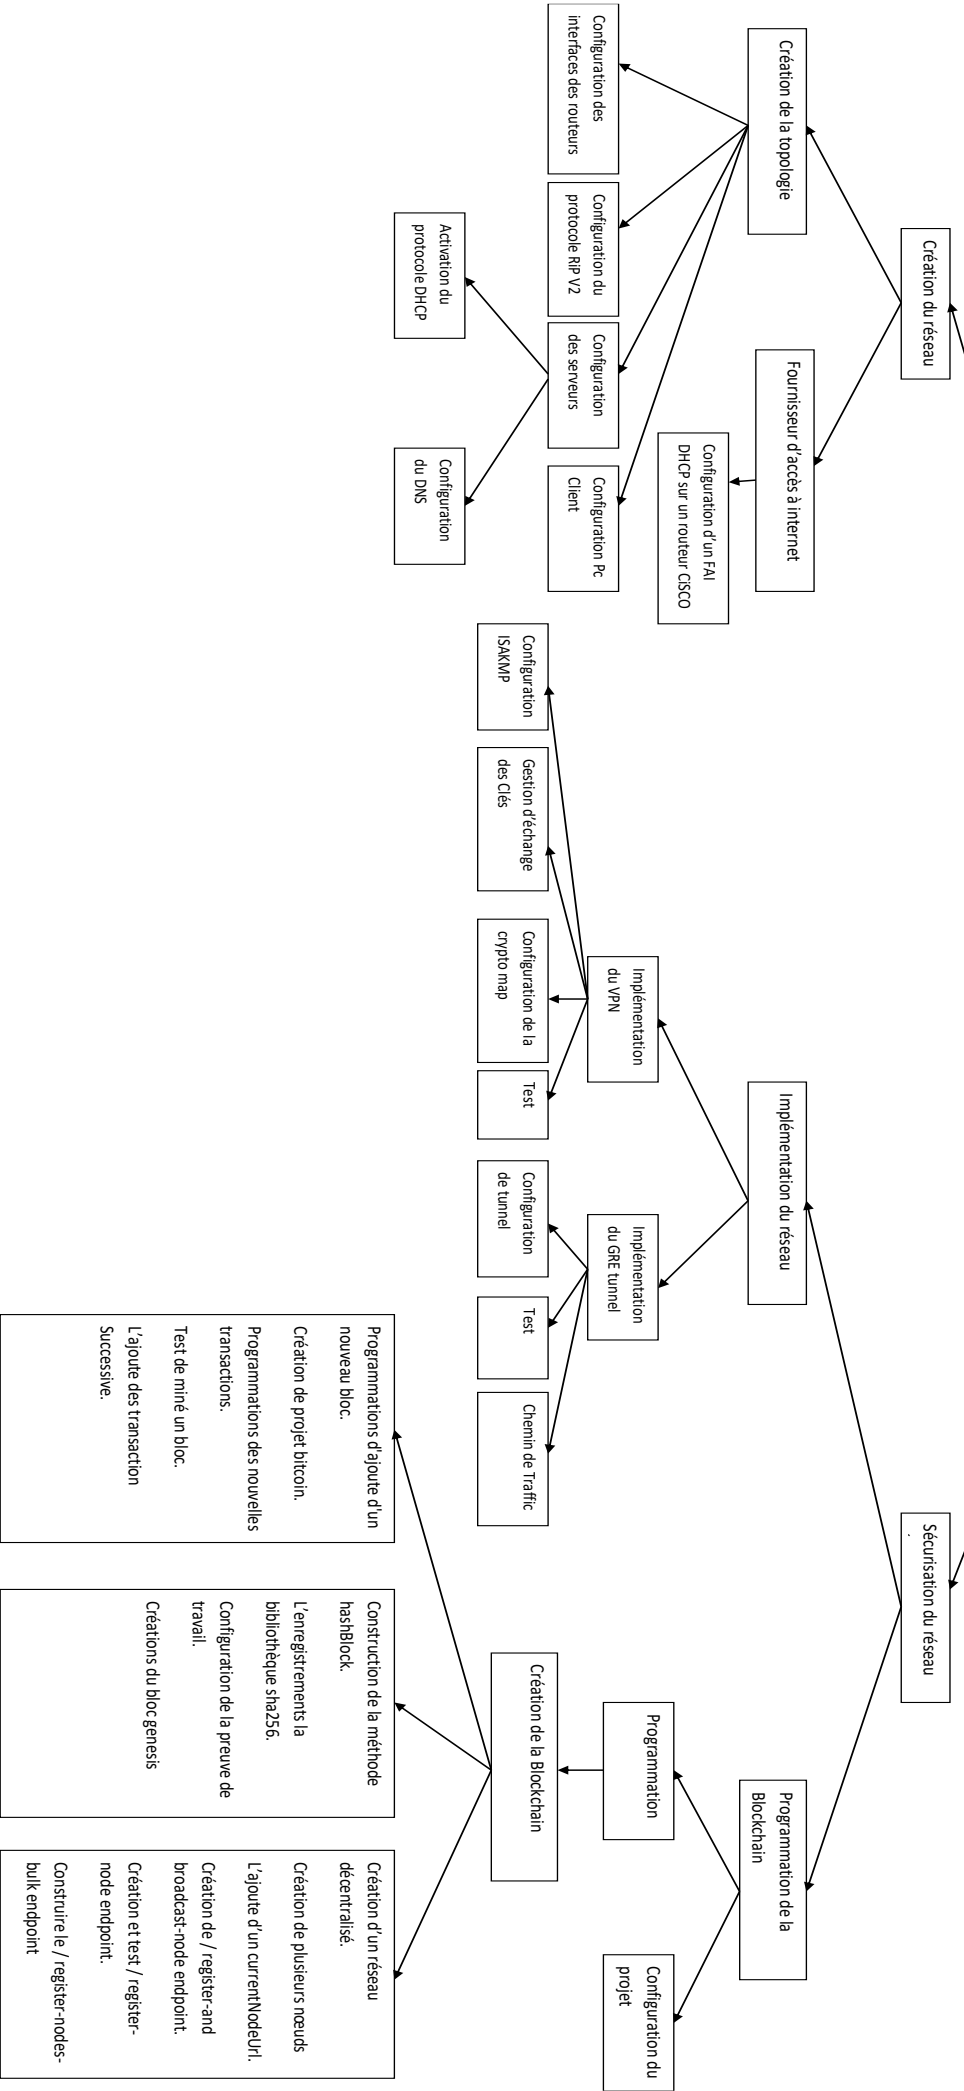 Création du réseau
Sécurisation du réseau
.
Création de la topologie
Fournisseur d'accès à internet
Implémentation du réseau
Programmation de la
Blockchain
Configuration d'un FAI
DHCP sur un routeur CiSCO
Implémentation
du VPN
Implémentation
du GRE tunnel
Programmation
Configuration du
projet
Configuration des
interfaces des routeurs
Configuration du
protocole RiP V2
Configuration
des serveurs
Configuration Pc
Client
Configuration
ISAKMP
Gestion d'échange
des Clés
Configuration de la
crypto map
Test
Configuration
de tunnel
Test
Chemin de Traffic
Création de la Blockchain
Activation du
protocole DHCP
Configuration
du DNS
Programmations d'ajoute d'un
nouveau bloc.
Création de projet bitcoin.
Programmations des nouvelles
transactions.
Test de miné un bloc.
L'ajoute des transaction
Successive.
Construction de la méthode
hashBlock.
L'enregistrements la
bibliothèque sha256.
Configuration de la preuve de
travail.
Créations du bloc genesis
Création d'un réseau
décentralisé.
Création de plusieurs nœuds
L'ajoute d'un currentNodeUrl.
Création de / register-and
broadcast-node endpoint.
Création et test / register-
node endpoint.
Construire le / register-nodes-
bulk endpoint